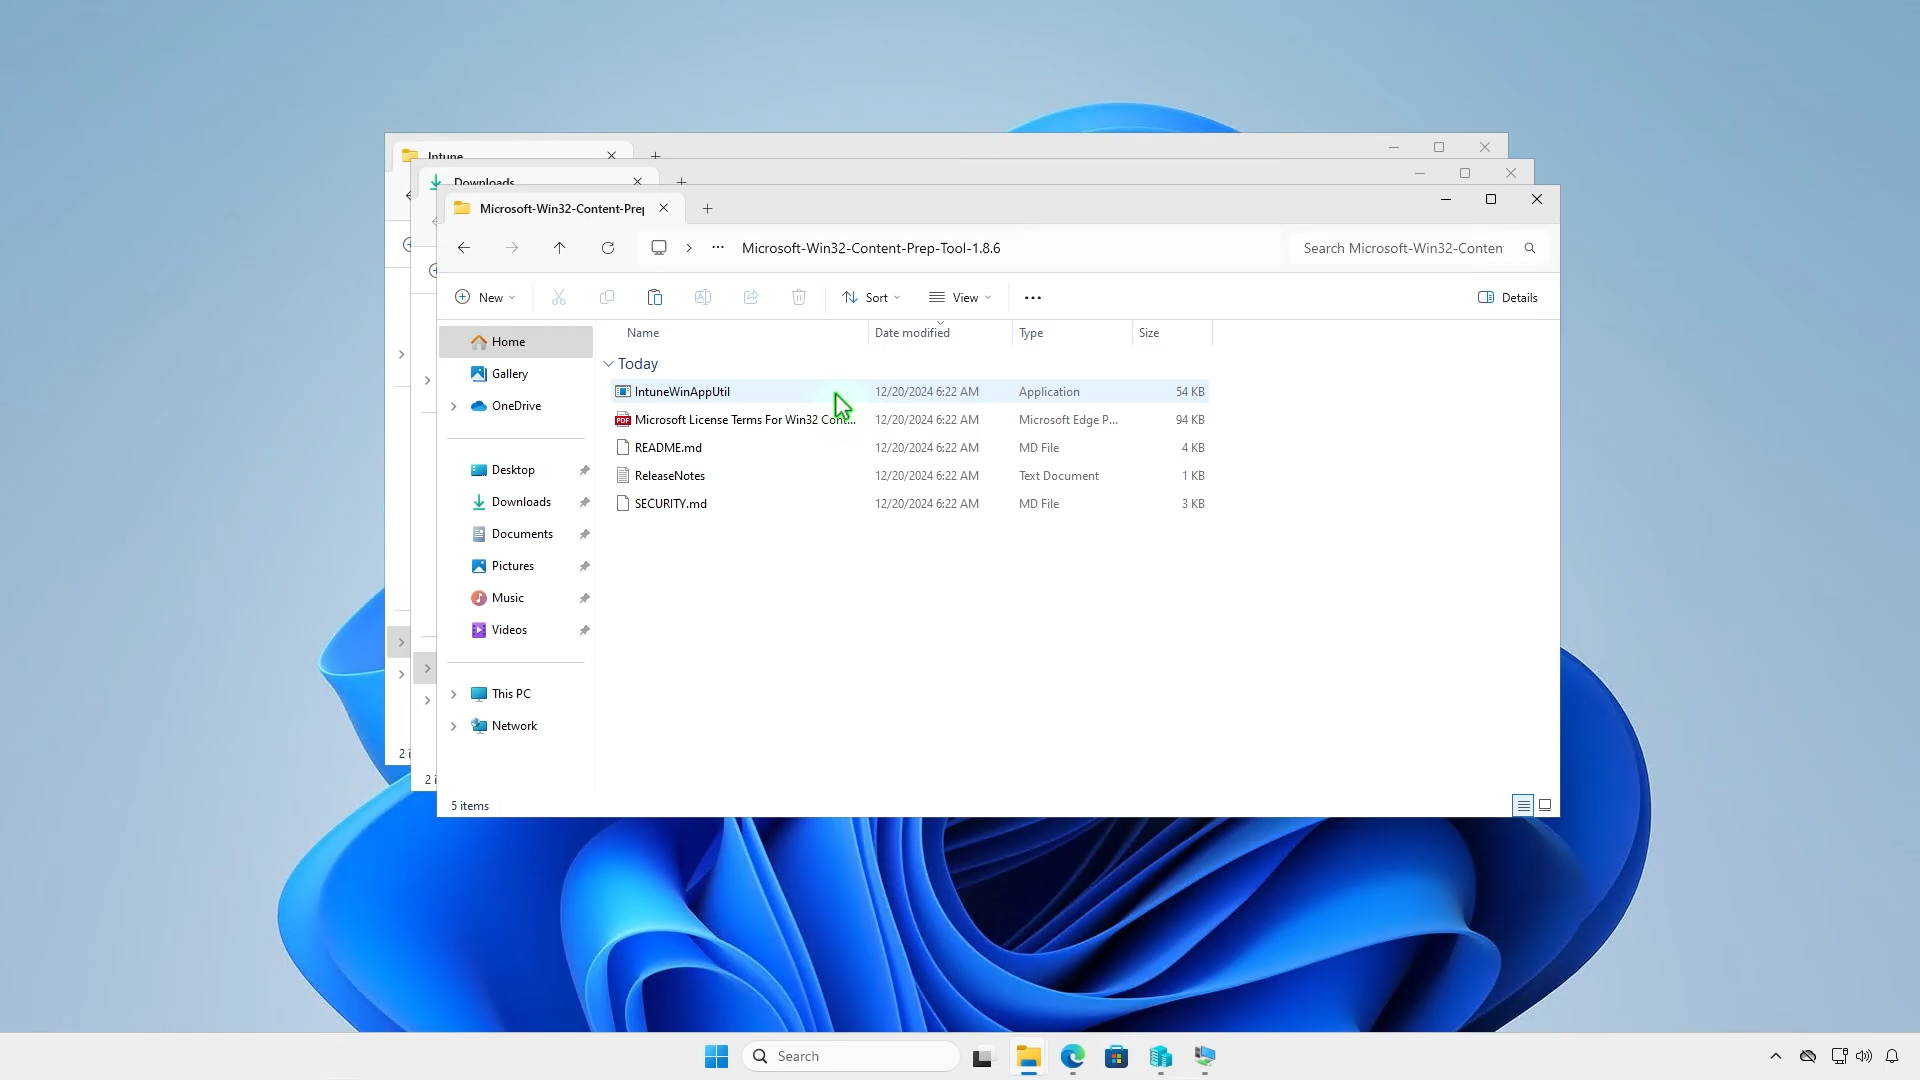 Intune
Downloads
Microsoft-Win32-Content-Prep
Microsoft-Win32-Content-Prep-Tool-1.8.6
Search Microsoft-Win32-Conten
New
Sort
View
Details
Name Date modified Type Size
Home
Gallery
OneDrive
Desktop
Downloads
Documents
Pictures
Music
Videos
This PC
Network
Today
IntuneWinAppUtil 12/20/2024 6:22 AM Application 54 KB
Microsoft License Terms For Win32 Cont... 12/20/2024 6:22 AM Microsoft Edge P... 94 KB
README.md 12/20/2024 6:22 AM MD File 4 KB
ReleaseNotes 12/20/2024 6:22 AM Text Document 1 KB
SECURITY.md 12/20/2024 6:22 AM MD File 3 KB
2 i
2 i
5 items
Search